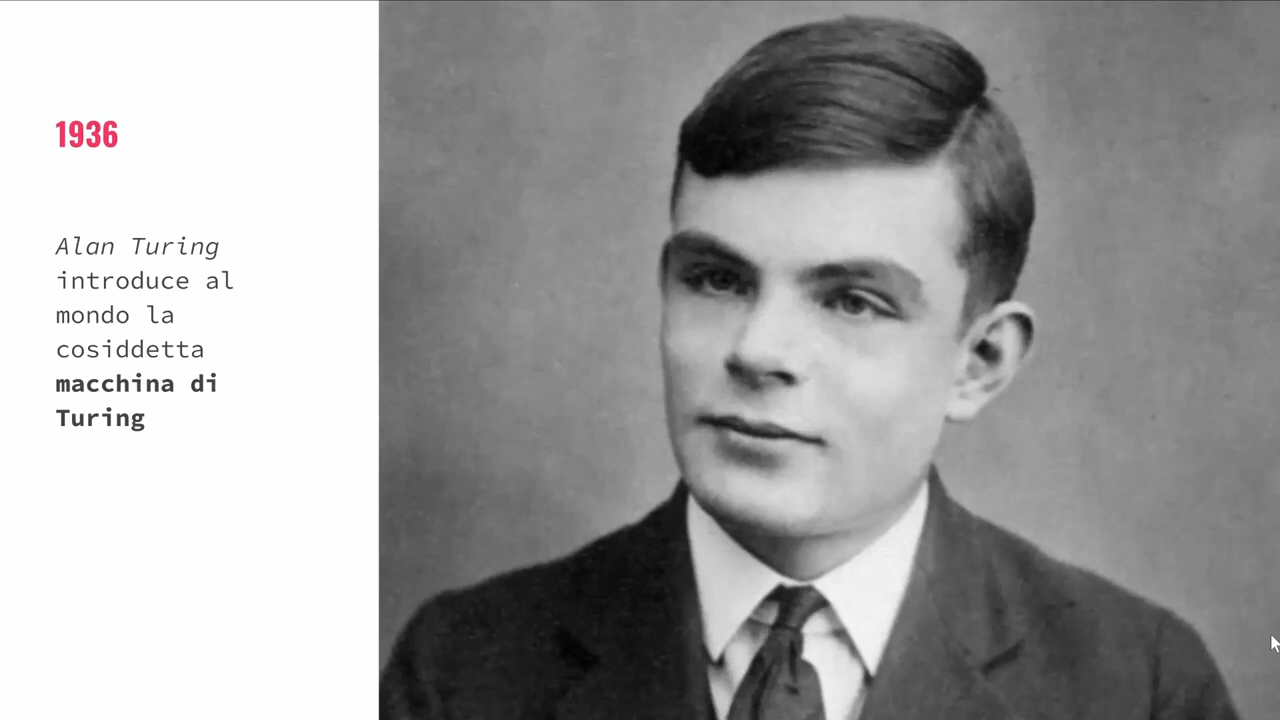 1936
Alan Turing
introduce al
mondo la
cosiddetta
macchina di
Turing